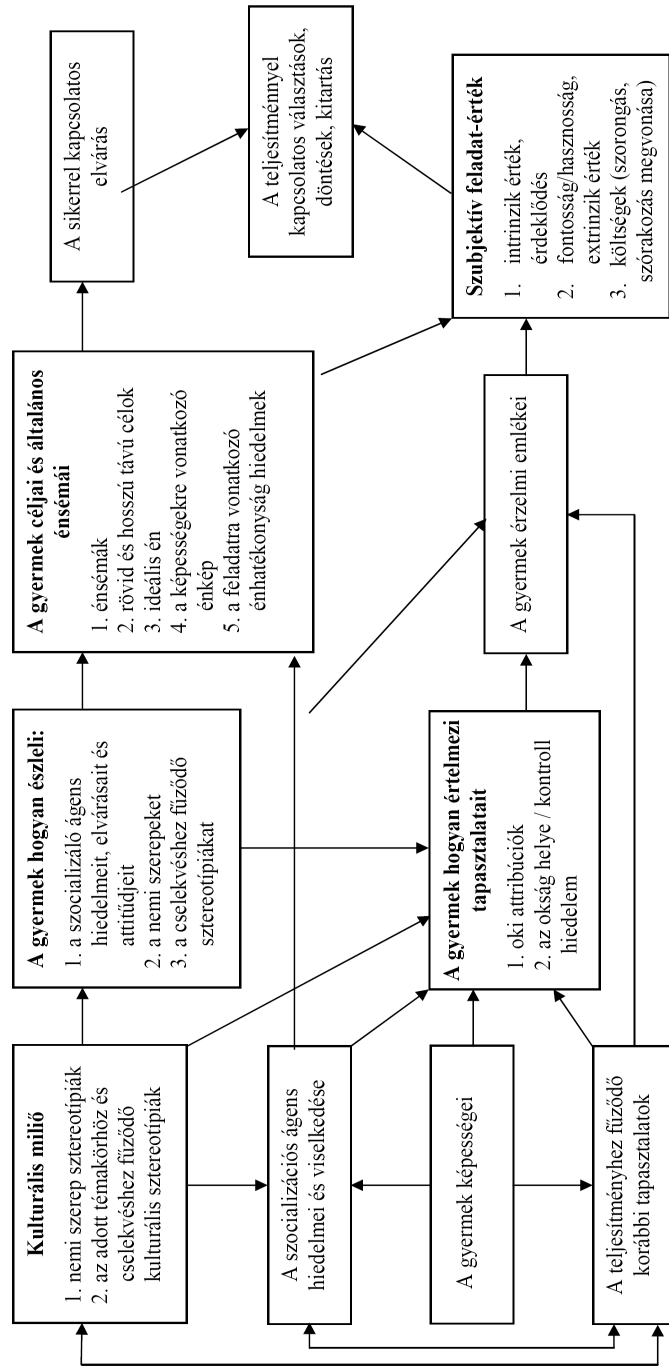 Kulturális miliő
1. nemi szerep sztereotípiák
2. az adott témakörhöz és
cselekvéshez fűződő
kulturális sztereotípiák
A szocializációs ágens
hiedelmei és viselkedése
A gyermek képességei
A teljesítményhez fűződő
korábbi tapasztalatok
A gyermek hogyan észleli:
1. a szocializáló ágens
hiedelmeit, elvárásait és
attitűdjeit
2. a nemi szerepeket
3. a cselekvéshez fűződő
sztereotípiákat
A gyermek hogyan értelmezi
tapasztalatait
1. oki attribúciók
2. az okság helye / kontroll
hiedelem
A gyermek céljai és általános
énsémái
1. énsémák
2. rövid és hosszú távú célok
3. ideális én
4. a képességekre vonatkozó
énkép
5. a feladatra vonatkozó
énhatékonyság hiedelmek
A gyermek érzelmi emlékei
A sikerrel kapcsolatos
elvárás
A teljesítménnyel
kapcsolatos választások,
döntések, kitartás
Szubjektív feladat-érték
1. intrinzik érték,
érdeklődés
2. fontosság/hasznosság,
extrinzik érték
3. költségek (szorongás,
szórakozás megvonása)